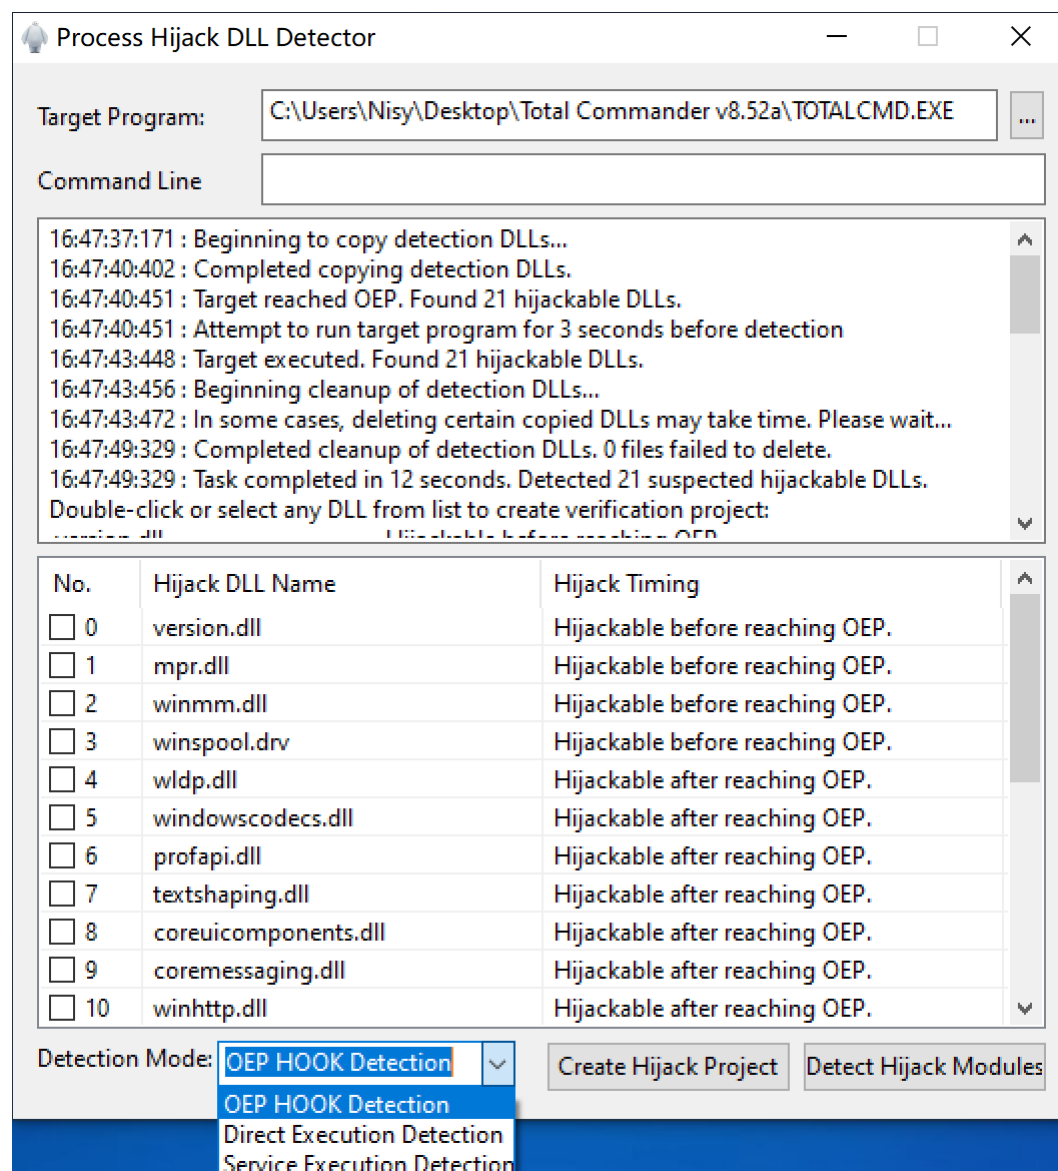 Process Hijack DLL Detector
Target Program:
C:\Users\Nisy\Desktop\Total Commander v8.52a\TOTALCMD.EXE
...
Command Line
16:47:37:171 : Beginning to copy detection DLLs...
16:47:40:402 : Completed copying detection DLLs.
16:47:40:451 : Target reached OEP. Found 21 hijackable DLLs.
16:47:40:451 : Attempt to run target program for 3 seconds before detection
16:47:43:448 : Target executed. Found 21 hijackable DLLs.
16:47:43:456 : Beginning cleanup of detection DLLs...
16:47:43:472 : In some cases, deleting certain copied DLLs may take time. Please wait...
16:47:49:329 : Completed cleanup of detection DLLs. 0 files failed to delete.
16:47:49:329 : Task completed in 12 seconds. Detected 21 suspected hijackable DLLs.
Double-click or select any DLL from list to create verification project:
version.dll Hijackable before reaching OEP
No. Hijack DLL Name Hijack Timing
0 version.dll Hijackable before reaching OEP.
1 mpr.dll Hijackable before reaching OEP.
2 winmm.dll Hijackable before reaching OEP.
3 winspool.drv Hijackable before reaching OEP.
4 wldp.dll Hijackable after reaching OEP.
5 windowscodecs.dll Hijackable after reaching OEP.
6 profapi.dll Hijackable after reaching OEP.
7 textshaping.dll Hijackable after reaching OEP.
8 coreuicomponents.dll Hijackable after reaching OEP.
9 coremessaging.dll Hijackable after reaching OEP.
10 winhttp.dll Hijackable after reaching OEP.
Detection Mode: OEP HOOK Detection Create Hijack Project Detect Hijack Modules
OEP HOOK Detection
Direct Execution Detection
Service Execution Detection